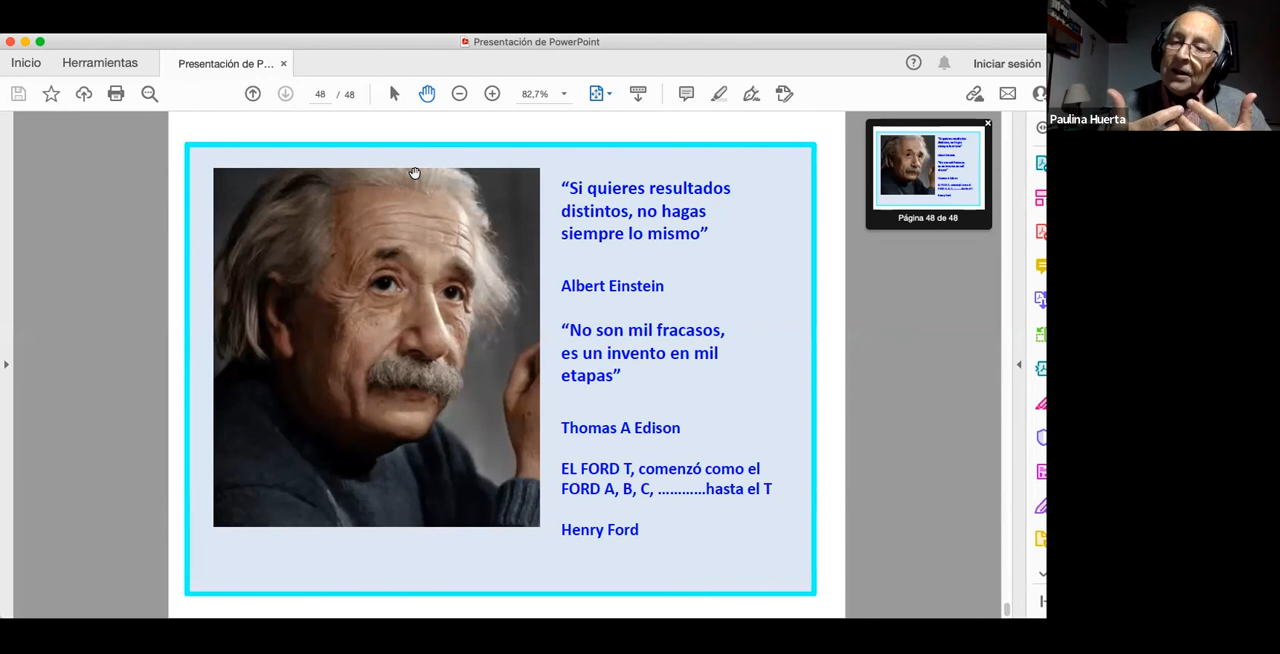 Presentación de PowerPoint
Inicio
Herramientas
Presentación de P...
Iniciar sesión
48 / 48
82,7%
Paulina Huerta
“Si quieres resultados
distintos, no hagas
siempre lo mismo”
Albert Einstein
“No son mil fracasos,
es un invento en mil
etapas”
Thomas A Edison
EL FORD T, comenzó como el
FORD A, B, C, …………hasta el T
Henry Ford
Página 48 de 48